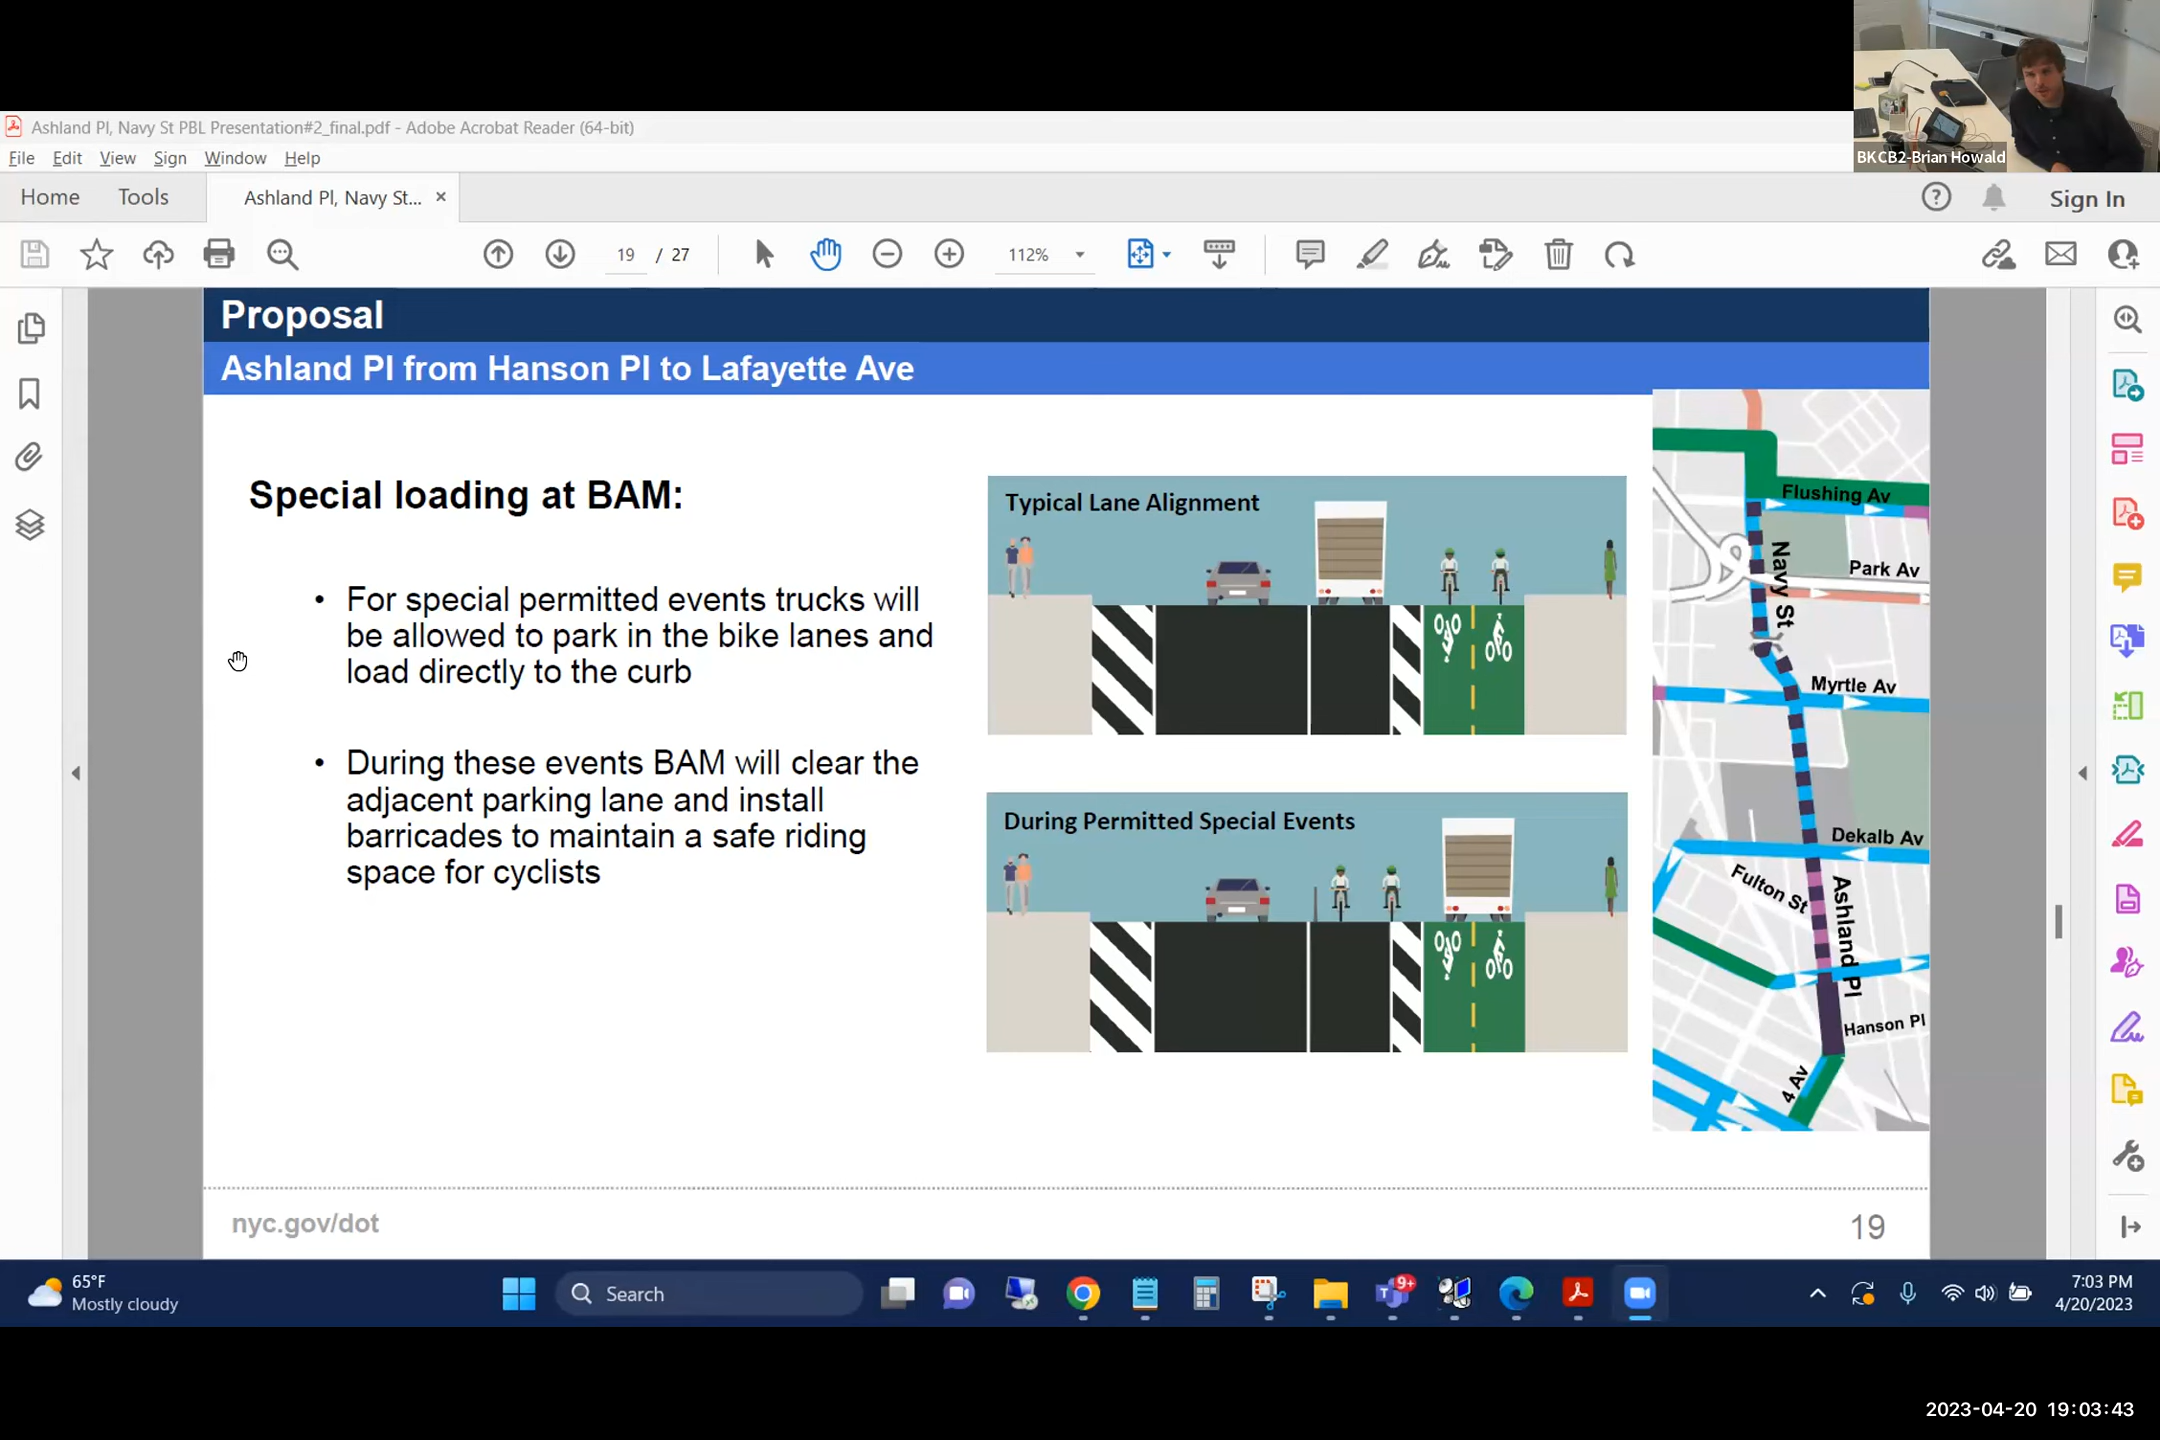 BKCB2-Brian Howald
Ashland Pl, Navy St PBL Presentation#2_final.pdf - Adobe Acrobat Reader (64-bit)
File Edit View Sign Window Help
Home Tools Ashland Pl, Navy St... × Sign In
19 / 27 112%
Proposal
Ashland Pl from Hanson Pl to Lafayette Ave
Special loading at BAM:
• For special permitted events trucks will
be allowed to park in the bike lanes and
load directly to the curb
• During these events BAM will clear the
adjacent parking lane and install
barricades to maintain a safe riding
space for cyclists
Typical Lane Alignment
During Permitted Special Events
Flushing Av
Navy St
Park Av
Myrtle Av
Dekalb Av
Fulton St
Ashland Pl
Hanson Pl
4 Av
nyc.gov/dot
19
65°F
Mostly cloudy
Search
9+
7:03 PM
4/20/2023
2023-04-20 19:03:43